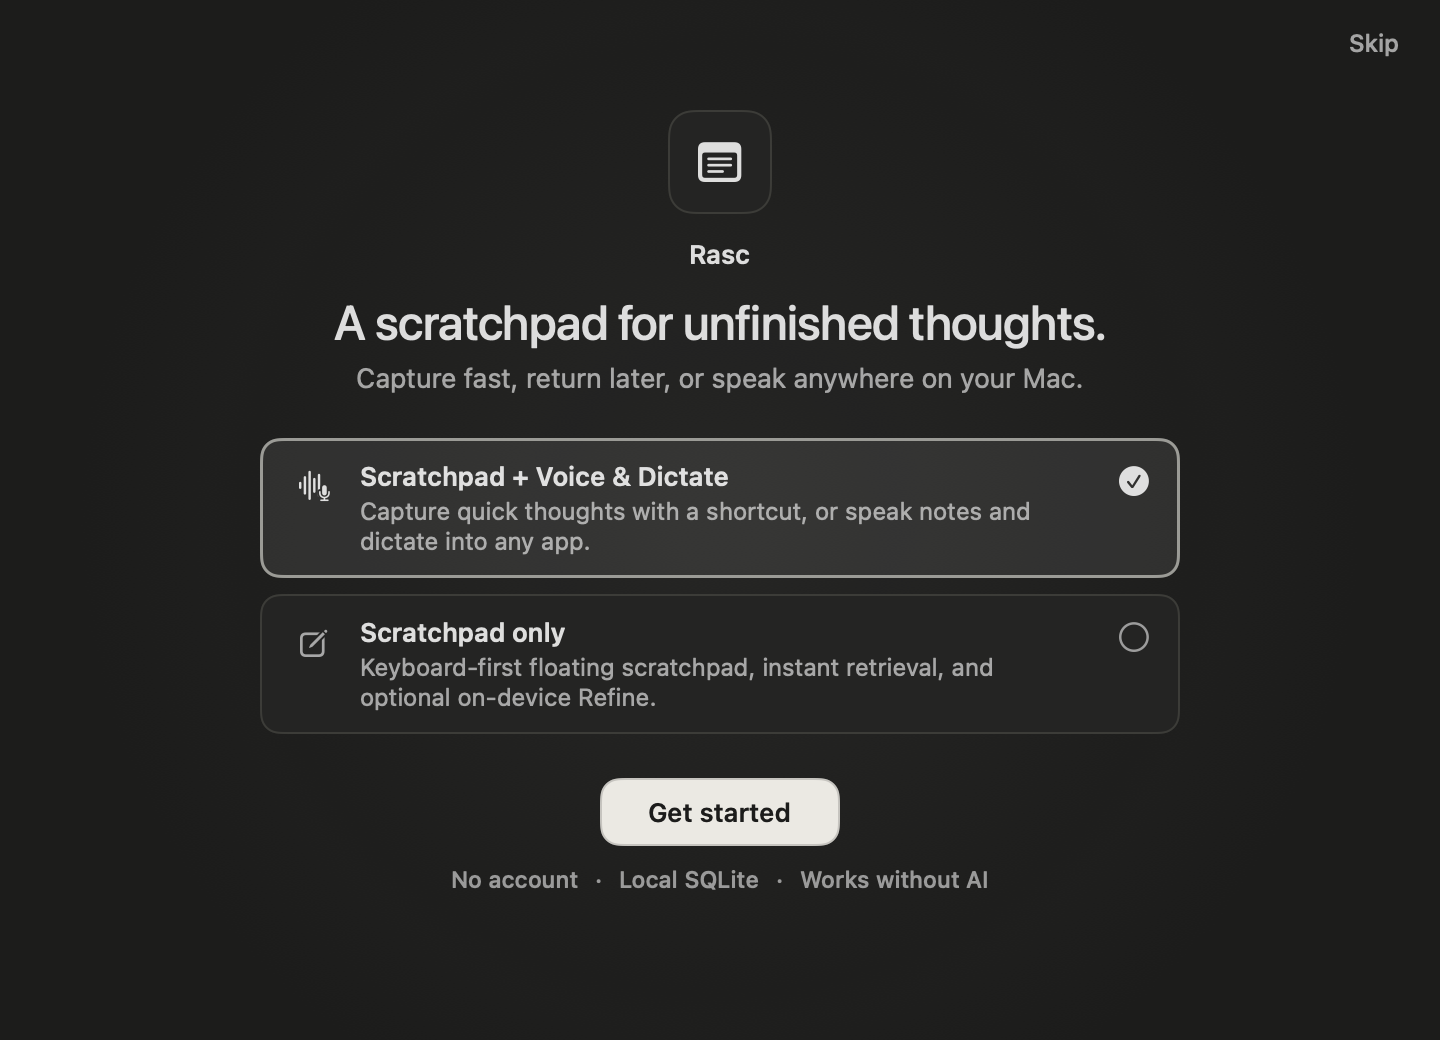 Skip
Rasc
A scratchpad for unfinished thoughts.
Capture fast, return later, or speak anywhere on your Mac.
Scratchpad + Voice & Dictate
Capture quick thoughts with a shortcut, or speak notes and
dictate into any app.
Scratchpad only
Keyboard-first floating scratchpad, instant retrieval, and
optional on-device Refine.
Get started
No account · Local SQLite · Works without AI